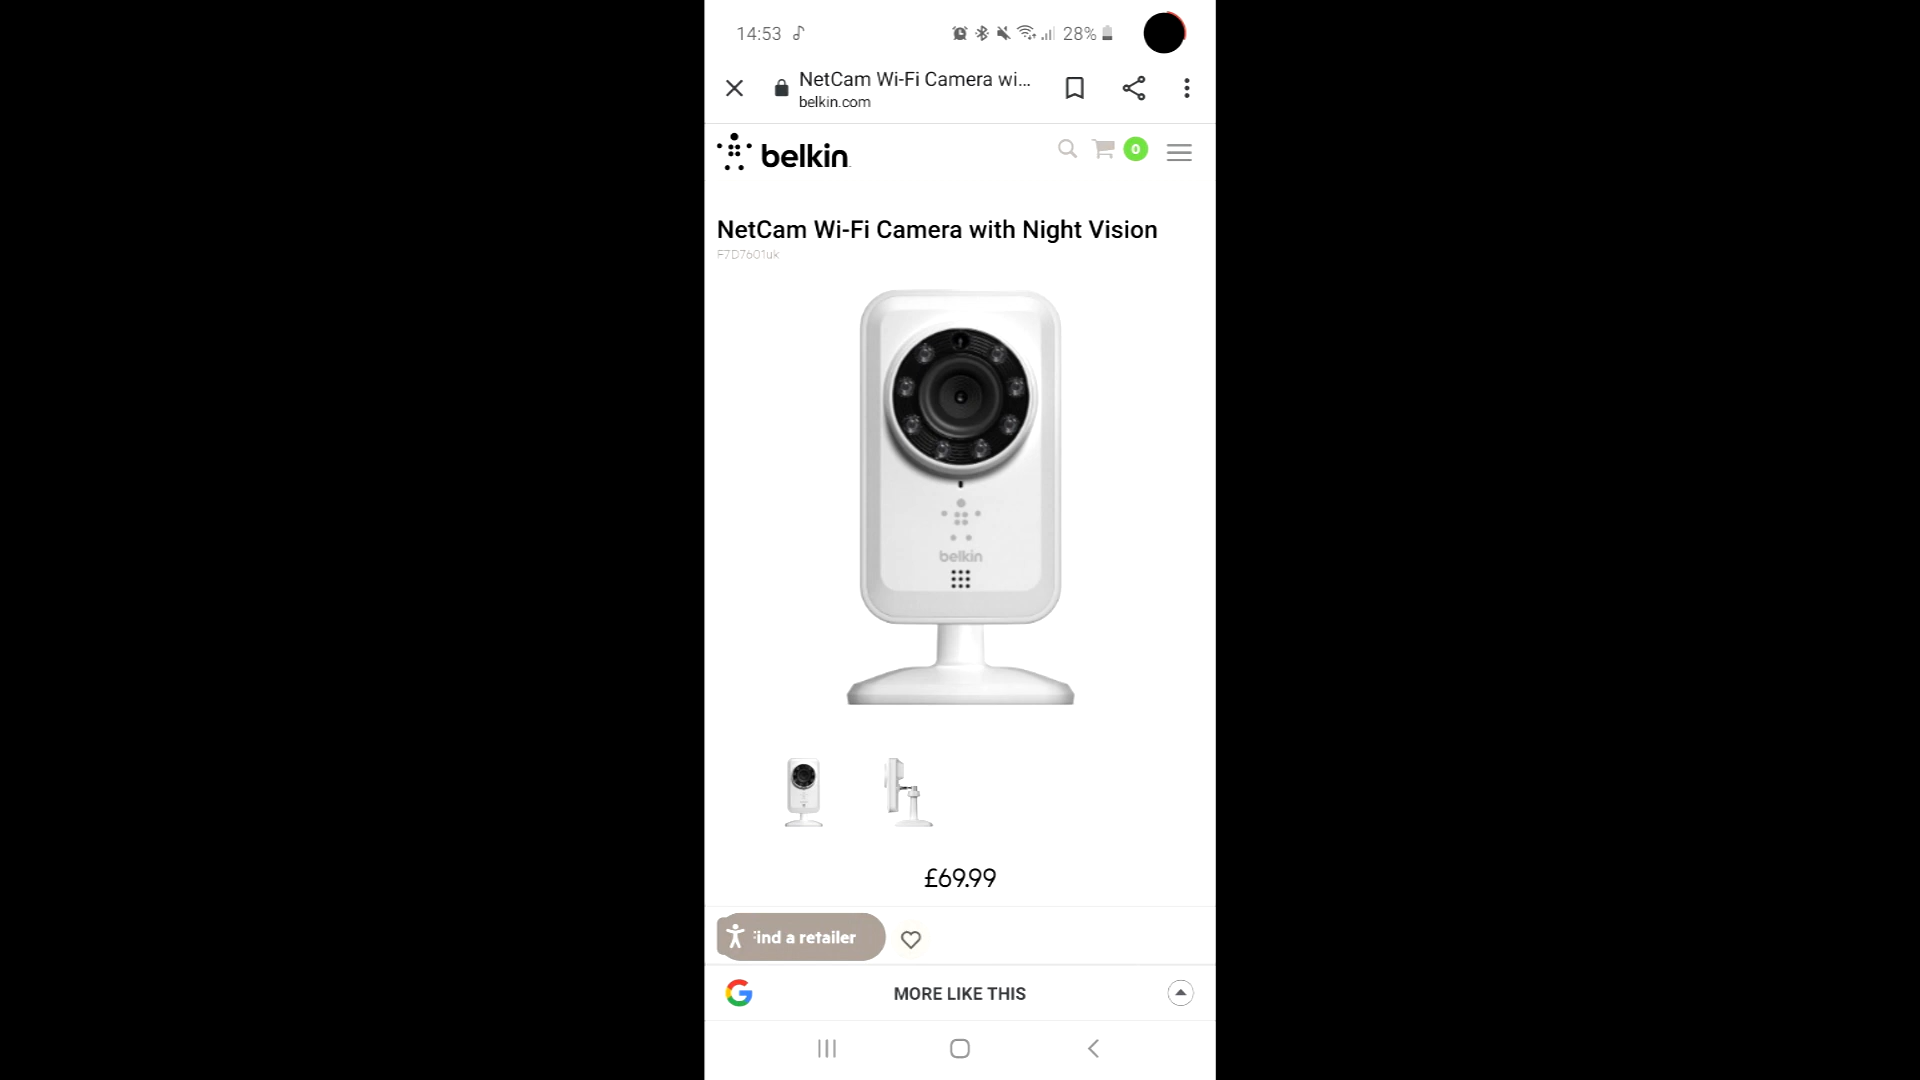 14:53
28%
NetCam Wi-Fi Camera wi...
belkin.com
belkin
0
NetCam Wi-Fi Camera with Night Vision
F7D7601uk
belkin
£69.99
ind a retailer
MORE LIKE THIS